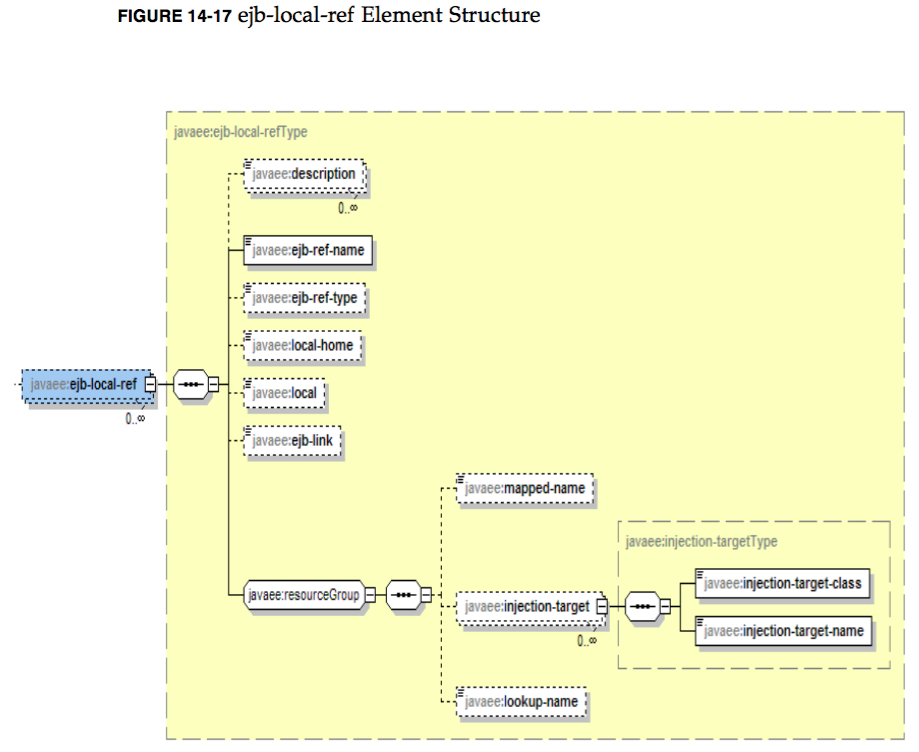 FIGURE 14-17 ejb-local-ref Element Structure
javaee:ejb-local-refType
javaee:description
0..∞
javaee:ejb-ref-name
javaee:ejb-ref-type
javaee:local-home
javaee:ejb-local-ref
0..∞
javaee:local
javaee:ejb-link
javaee:mapped-name
javaee:injection-targetType
javaee:resourceGroup
javaee:injection-target
0..∞
javaee:injection-target-class
javaee:injection-target-name
javaee:lookup-name